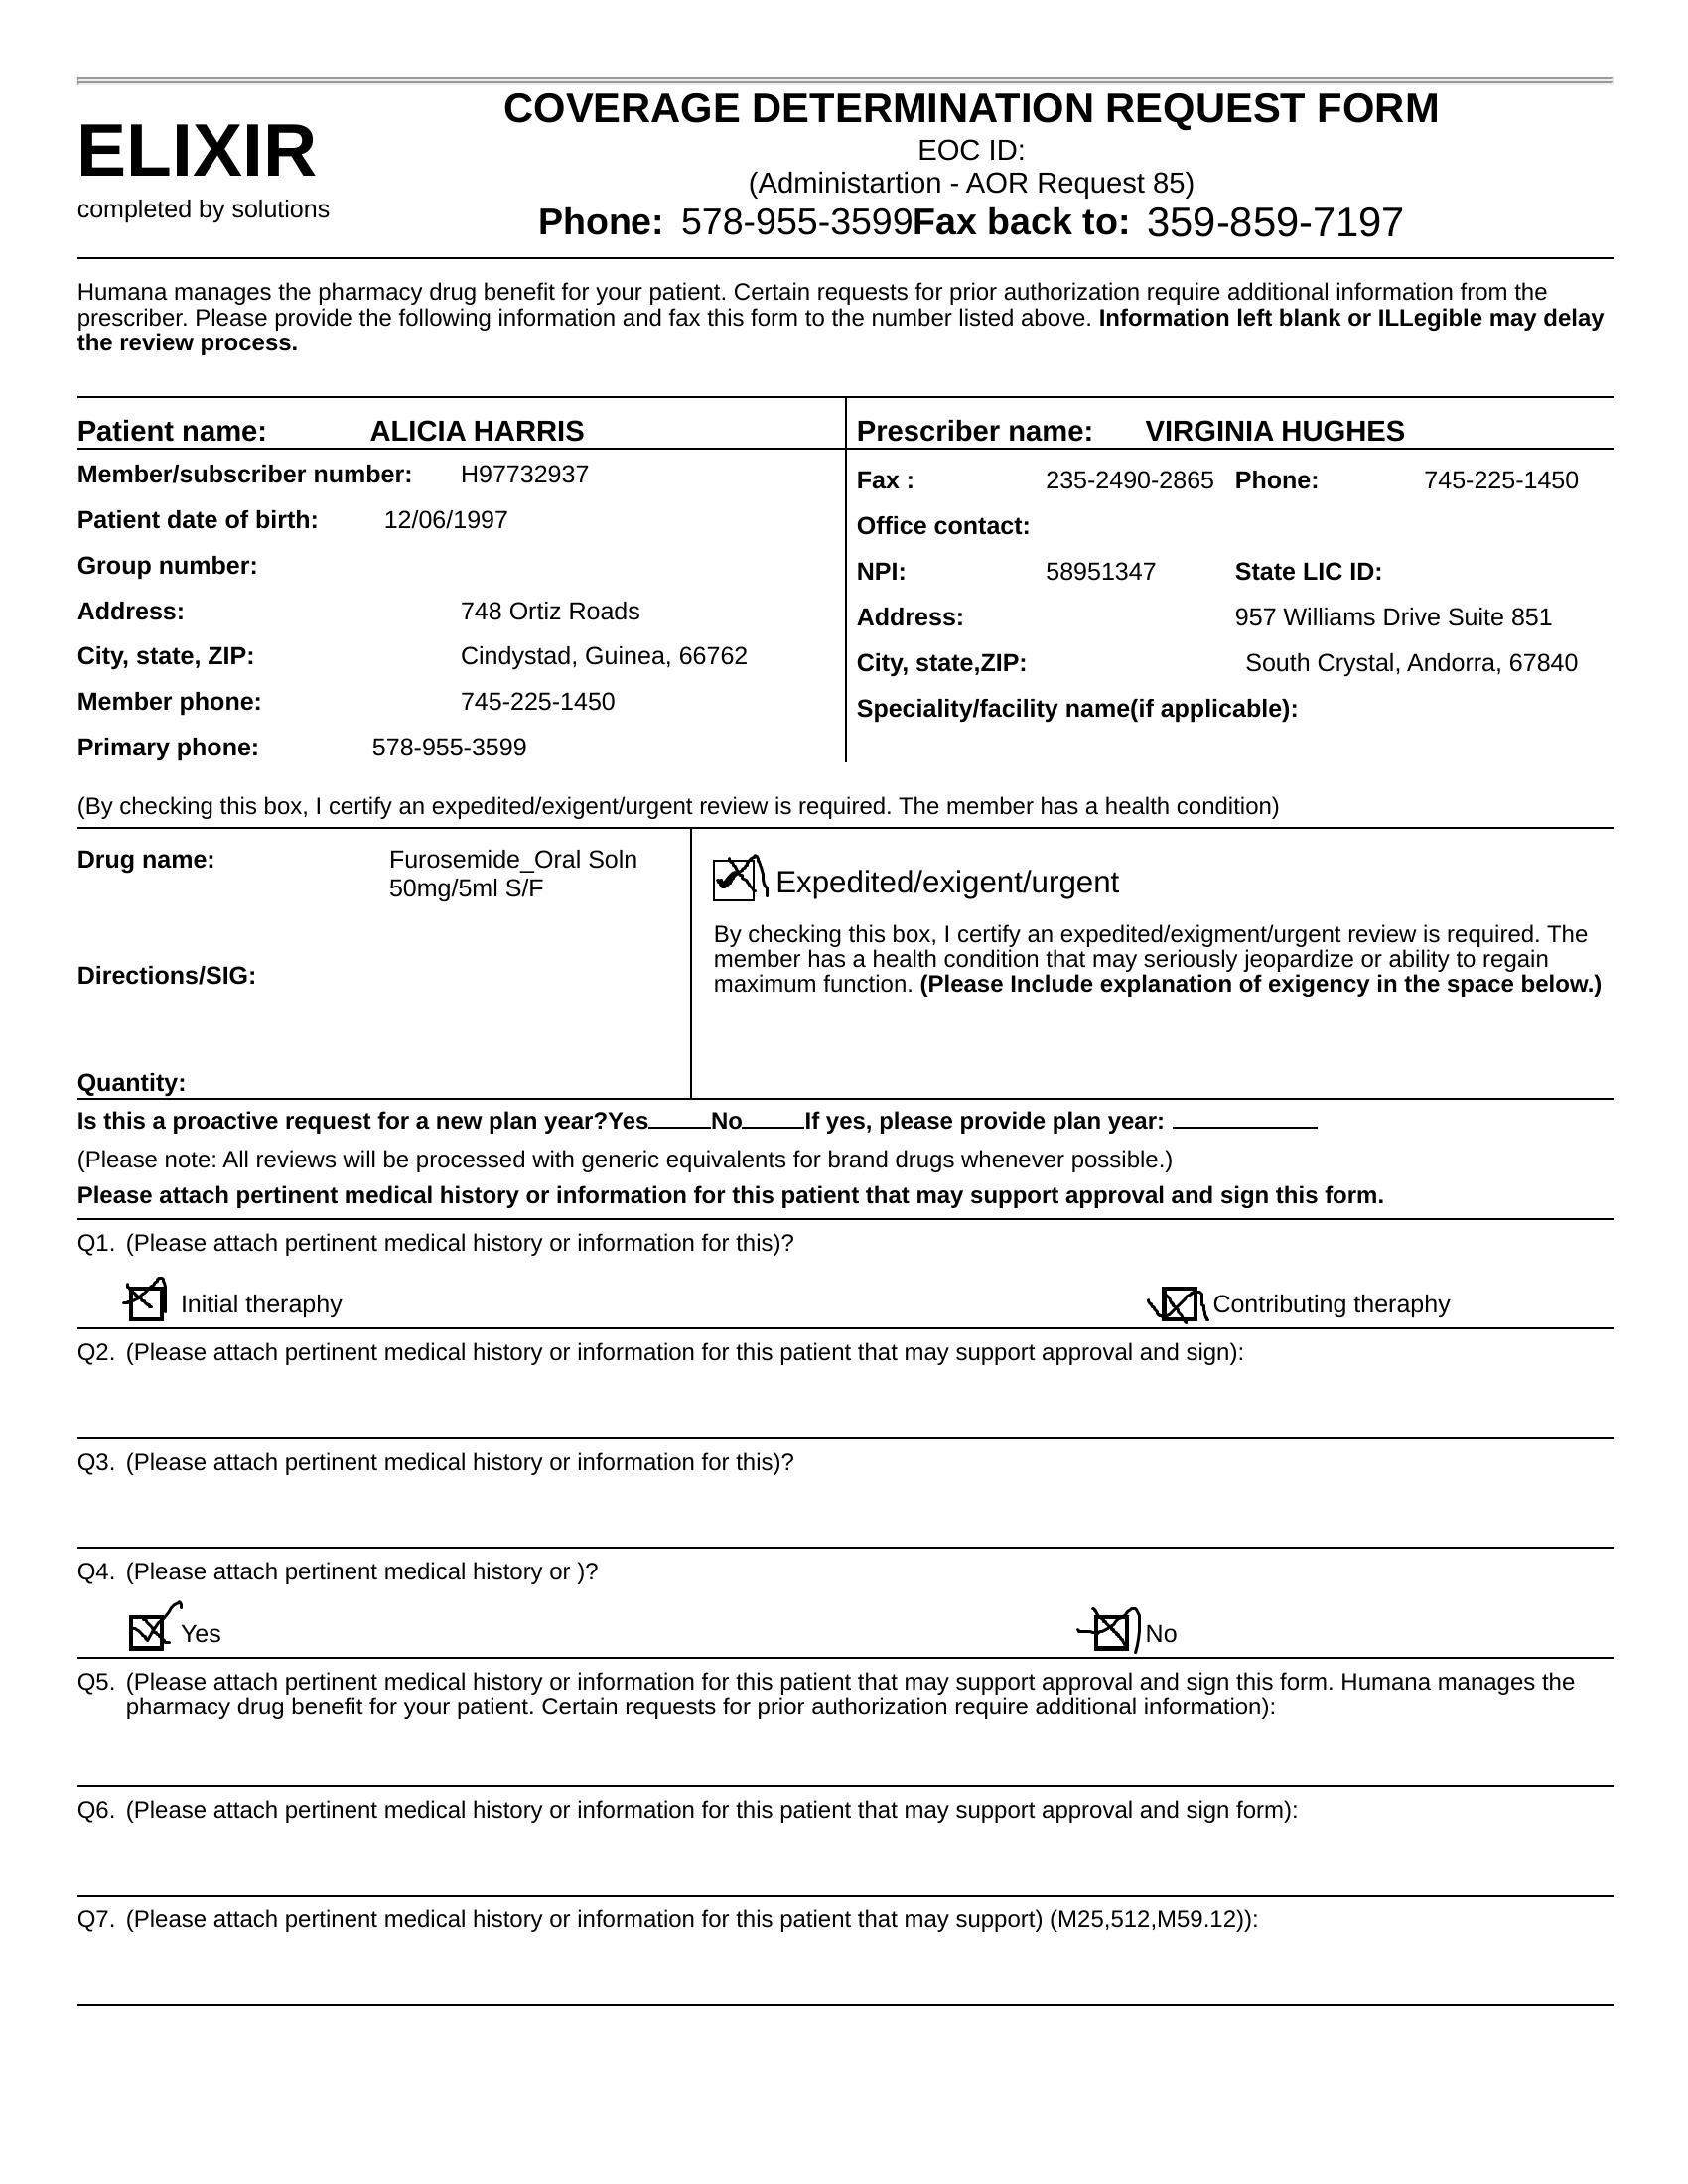 ELIXIR
completed by solutions
COVERAGE DETERMINATION REQUEST FORM
EOC ID:
(Administartion - AOR Request 85)
Phone: 578-955-3599Fax back to: 359-859-7197
Humana manages the pharmacy drug benefit for your patient. Certain requests for prior authorization require additional information from the
prescriber. Please provide the following information and fax this form to the number listed above. Information left blank or ILLegible may delay
the review process.
Patient name: ALICIA HARRIS
Member/subscriber number: H97732937
Patient date of birth: 12/06/1997
Group number:
Address: 748 Ortiz Roads
City, state, ZIP: Cindystad, Guinea, 66762
Member phone: 745-225-1450
Primary phone: 578-955-3599
Prescriber name: VIRGINIA HUGHES
Fax : 235-2490-2865 Phone: 745-225-1450
Office contact:
NPI: 58951347 State LIC ID:
Address: 957 Williams Drive Suite 851
City, state,ZIP: South Crystal, Andorra, 67840
Speciality/facility name(if applicable):
(By checking this box, I certify an expedited/exigent/urgent review is required. The member has a health condition)
Drug name: Furosemide_Oral Soln
50mg/5ml S/F
Directions/SIG:
Quantity:
Expedited/exigent/urgent
By checking this box, I certify an expedited/exigment/urgent review is required. The
member has a health condition that may seriously jeopardize or ability to regain
maximum function. (Please Include explanation of exigency in the space below.)
Is this a proactive request for a new plan year?Yes_____No_____If yes, please provide plan year: ___________
(Please note: All reviews will be processed with generic equivalents for brand drugs whenever possible.)
Please attach pertinent medical history or information for this patient that may support approval and sign this form.
Q1. (Please attach pertinent medical history or information for this)?
Initial theraphy Contributing theraphy
Q2. (Please attach pertinent medical history or information for this patient that may support approval and sign):
Q3. (Please attach pertinent medical history or information for this)?
Q4. (Please attach pertinent medical history or )?
Yes No
Q5. (Please attach pertinent medical history or information for this patient that may support approval and sign this form. Humana manages the
pharmacy drug benefit for your patient. Certain requests for prior authorization require additional information):
Q6. (Please attach pertinent medical history or information for this patient that may support approval and sign form):
Q7. (Please attach pertinent medical history or information for this patient that may support) (M25,512,M59.12)):